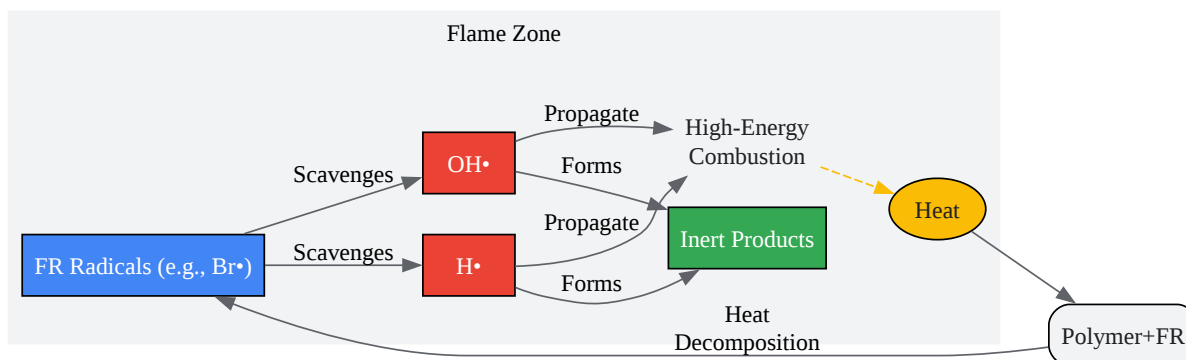 Flame Zone
Propagate
High-Energy
Combustion
OH•
Scavenges
Forms
Heat
Propagate
Inert Products
FR Radicals (e.g., Br•)
Scavenges
H•
Forms
Heat
Decomposition
Polymer+FR